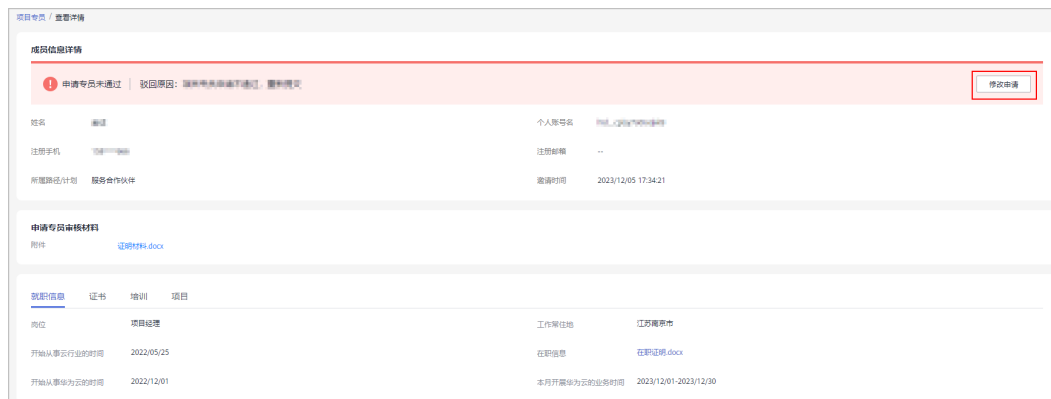 项目专员 / 查看详情
成员信息详情
申请专员未通过 驳回原因：
修改申请
姓名
个人账号名
注册手机
注册邮箱 --
所属路径/计划 服务合作伙伴
邀请时间 2023/12/05 17:34:21
申请专员审核材料
附件 证明材料.docx
就职信息 证书 培训 项目
岗位 项目经理
工作常住地 江苏南京市
开始从事云行业的时间 2022/05/25
在职信息 在职证明.docx
开始从事华为云的时间 2022/12/01
本月开展华为云的业务时间 2023/12/01-2023/12/30